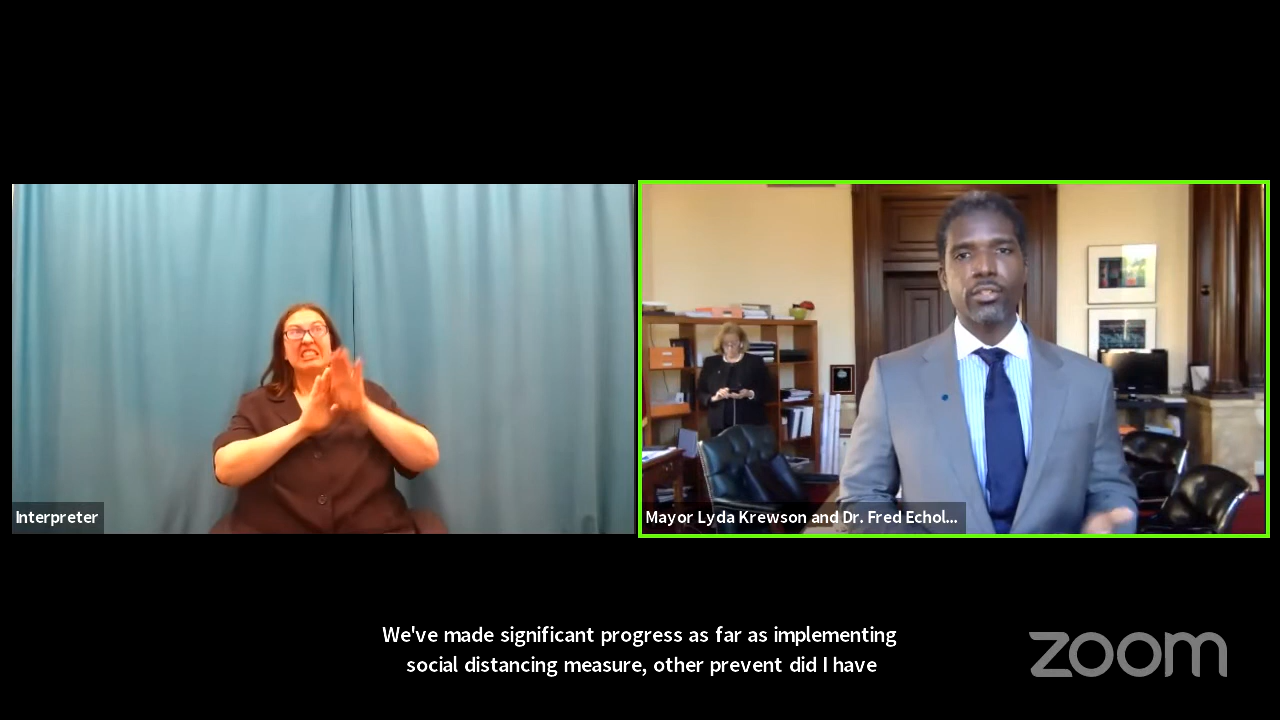 Interpreter
Mayor Lyda Krewson and Dr. Fred Echol...
We've made significant progress as far as implementing
social distancing measure, other prevent did I have
zoom